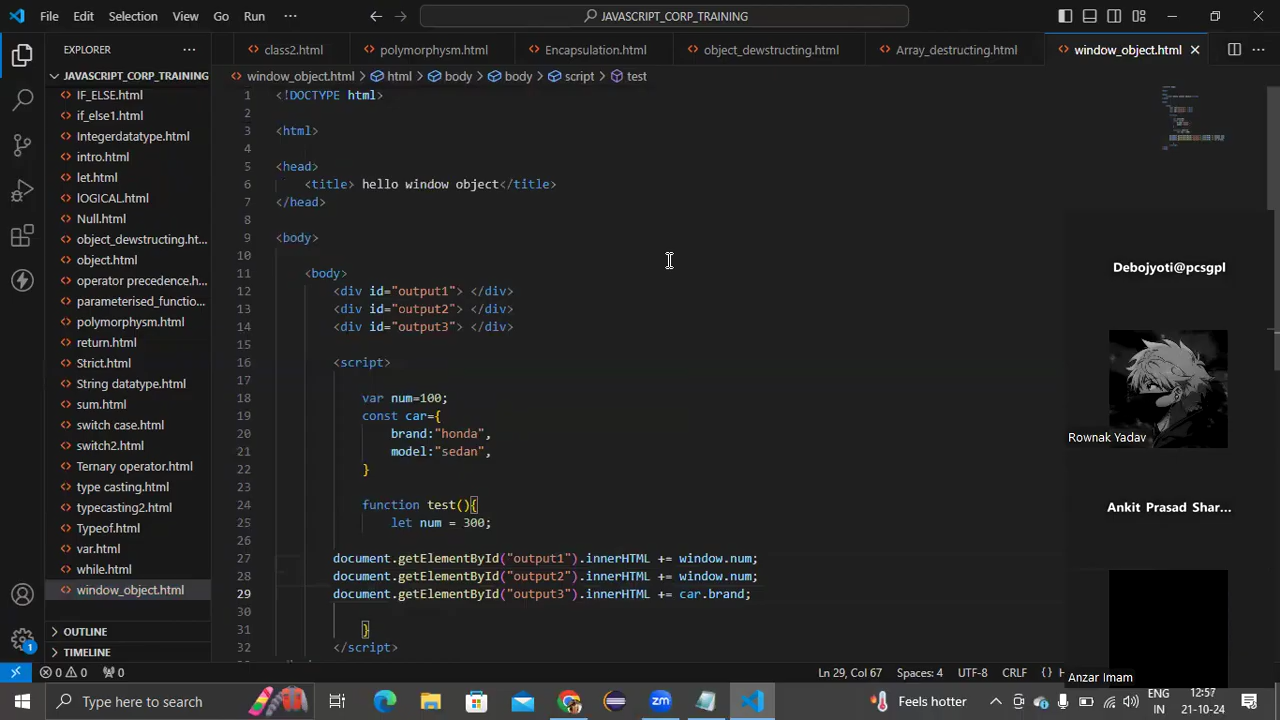 File Edit Selection View Go Run ··· JAVASCRIPT_CORP_TRAINING
EXPLORER ···
class2.html polymorphysm.html Encapsulation.html object_dewstructing.html Array_destructing.html window_object.html
JAVASCRIPT_CORP_TRAINING
window_object.html > html > body > body > script > test
IF_ELSE.html
if_else1.html
Integerdatatype.html
intro.html
let.html
lOGICAL.html
Null.html
object_dewstructing.ht...
object.html
operator precedence.h...
parameterised_functio...
polymorphysm.html
return.html
Strict.html
String datatype.html
sum.html
switch case.html
switch2.html
Ternary operator.html
type casting.html
typecasting2.html
Typeof.html
var.html
while.html
window_object.html
OUTLINE
TIMELINE
1 <!DOCTYPE html>
2
3 <html>
4
5 <head>
6 <title> hello window object</title>
7 </head>
8
9 <body>
10
11 <body>
12 <div id="output1"> </div>
13 <div id="output2"> </div>
14 <div id="output3"> </div>
15
16 <script>
17
18 var num=100;
19 const car={
20 brand:"honda",
21 model:"sedan",
22 }
23
24 function test(){
25 let num = 300;
26
27 document.getElementById("output1").innerHTML += window.num;
28 document.getElementById("output2").innerHTML += window.num;
29 document.getElementById("output3").innerHTML += car.brand;
30
31 }
32 </script>
Debojyoti@pcsgpl
Rownak Yadav
Ankit Prasad Shar...
Anzar Imam
1
0 0 0 Ln 29, Col 67 Spaces: 4 UTF-8 CRLF {}
Type here to search
zm
Feels hotter
ENG
IN
12:57
21-10-24